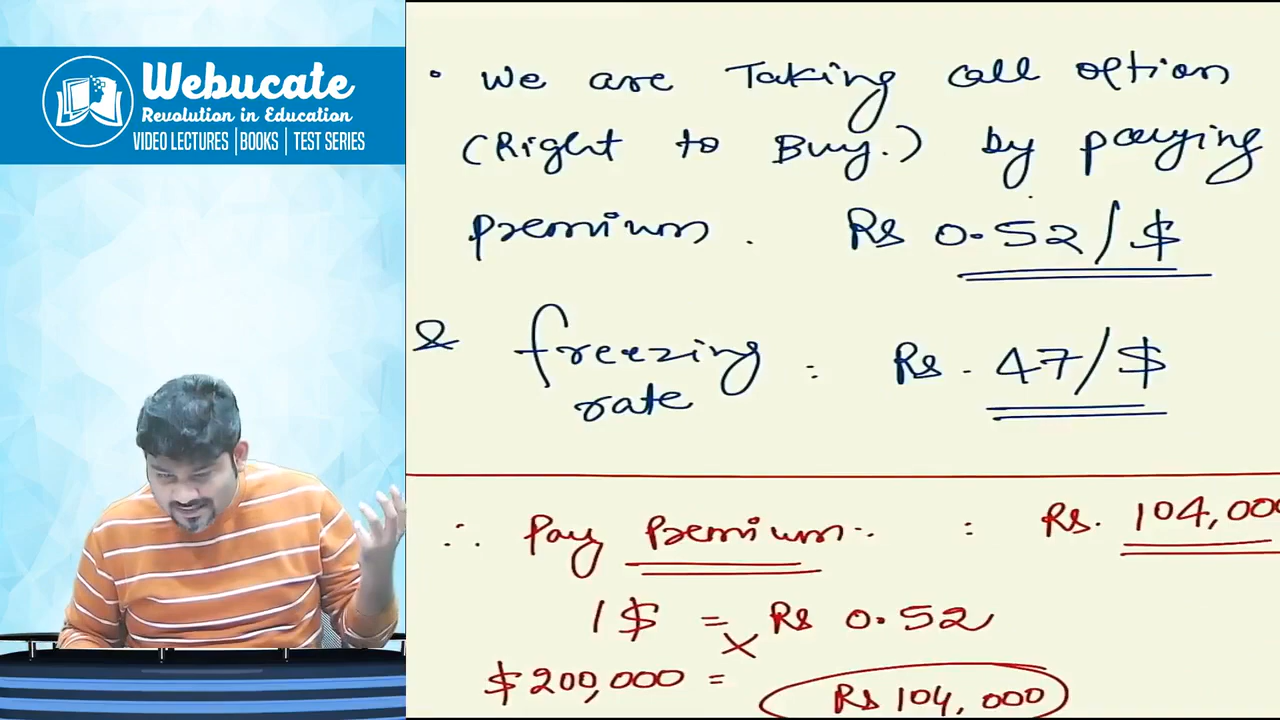 Webucate
Revolution in Education
VIDEO LECTURES | BOOKS | TEST SERIES
• We are Taking Call option
(Right to Buy.) by paying
premium. Rs 0.52/$
& freezing : Rs. 47/$
rate
∴ Pay Premium : Rs. 104,000
1$ = Rs 0.52
X
$200,000 = Rs 104,000